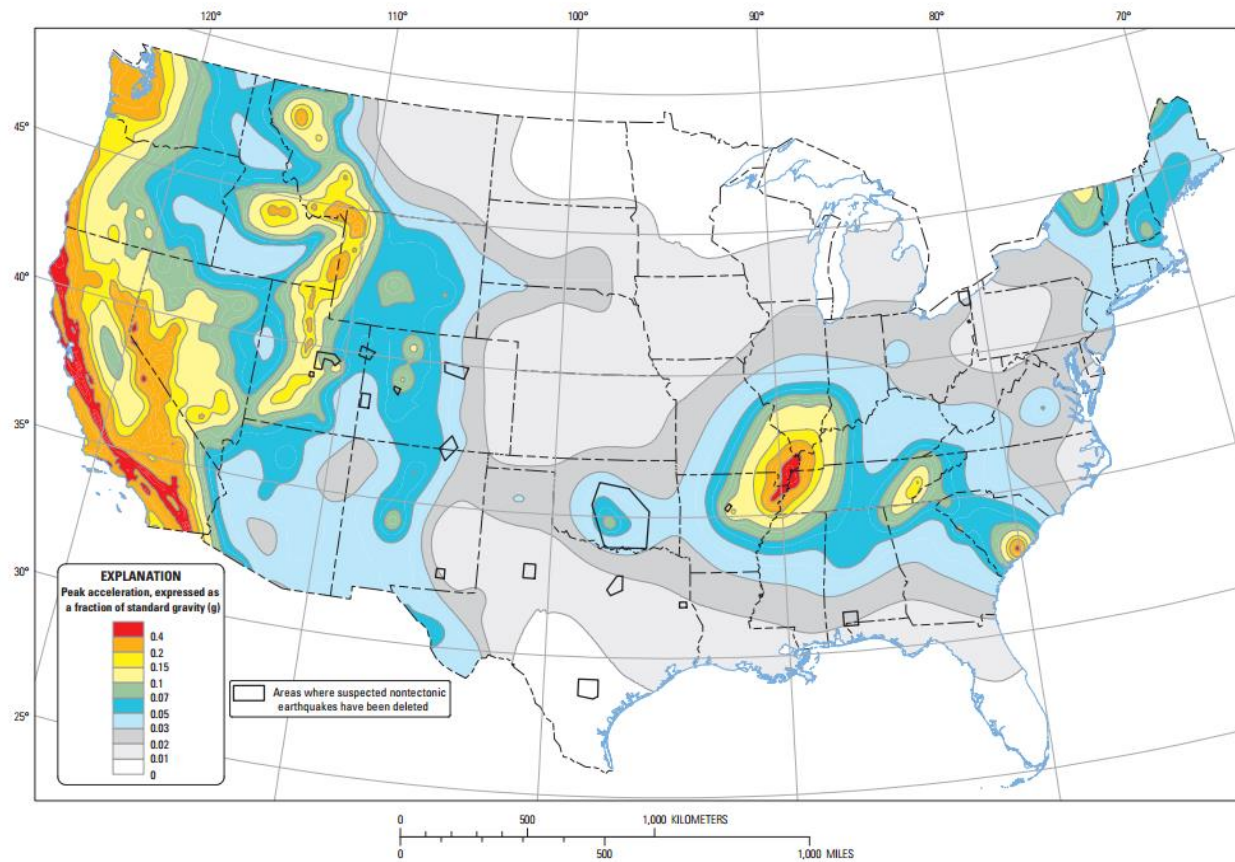 120° 110° 100° 90° 80° 70°
45°
40°
35°
30°
25°
EXPLANATION
Peak acceleration, expressed as
a fraction of standard gravity (g)
0.4
0.2
0.15
0.1
0.07
0.05
0.03
0.02
0.01
0
Areas where suspected nontectonic
earthquakes have been deleted
0 500 1,000 KILOMETERS
0 500 1,000 MILES